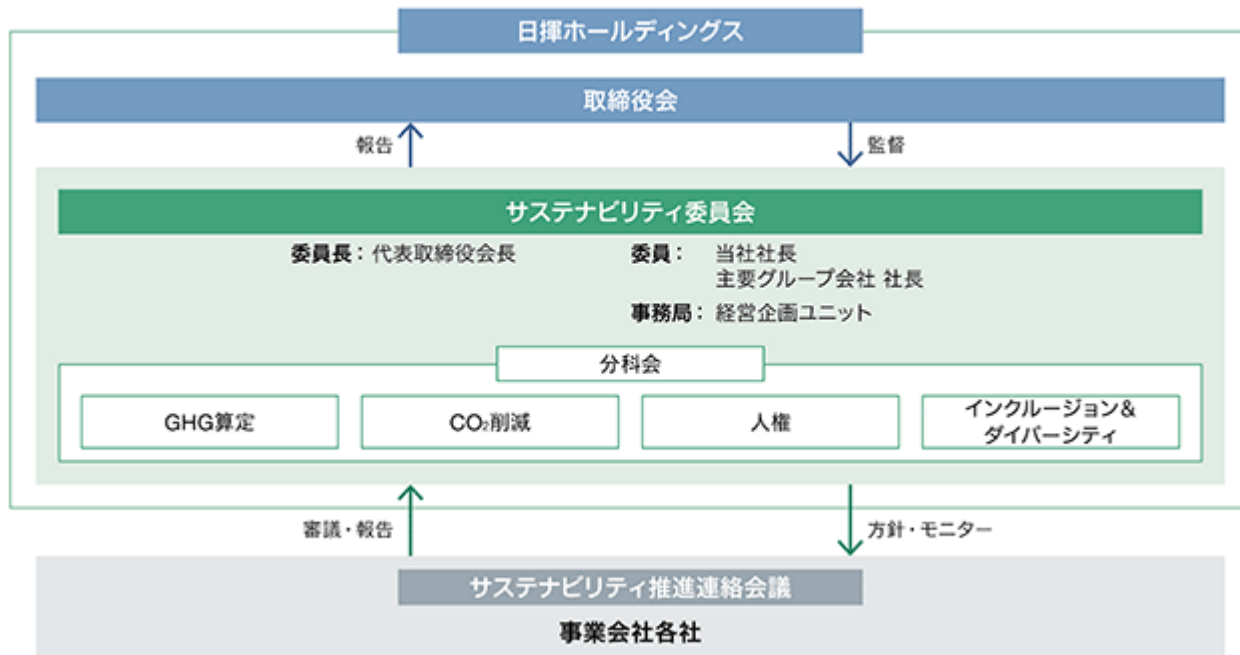 日揮ホールディングス
取締役会
報告
監督
サステナビリティ委員会
委員長：代表取締役会長
委員： 当社社長
主要グループ会社 社長
事務局： 経営企画ユニット
分科会
GHG算定
CO₂削減
人権
インクルージョン＆
ダイバーシティ
審議・報告
方針・モニター
サステナビリティ推進連絡会議
事業会社各社